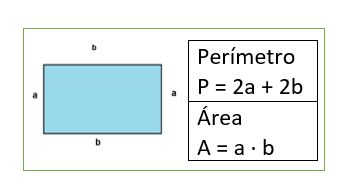 b
a
a
b
Perímetro
P = 2a + 2b
Área
A = a · b